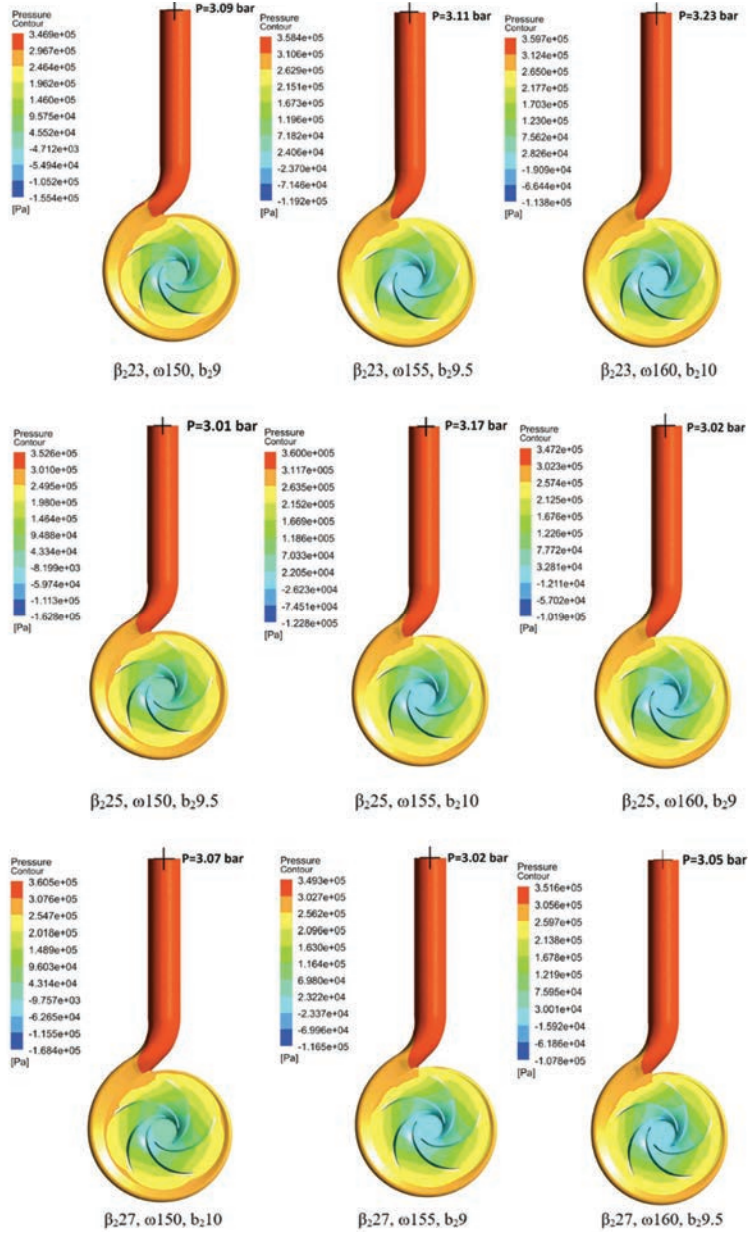 Pressure
Contour
3.469e+05
2.967e+05
2.464e+05
1.962e+05
1.460e+05
9.575e+04
4.552e+04
-4.712e+03
-5.494e+04
-1.052e+05
-1.554e+05
[Pa]
P=3.09 bar
β₂23, ω150, b₂9
Pressure
Contour
3.584e+05
3.106e+05
2.629e+05
2.151e+05
1.673e+05
1.196e+05
7.182e+04
2.406e+04
-2.370e+04
-7.146e+04
-1.192e+05
[Pa]
P=3.11 bar
β₂23, ω155, b₂9.5
Pressure
Contour
3.597e+05
3.124e+05
2.650e+05
2.177e+05
1.703e+05
1.230e+05
7.562e+04
2.826e+04
-1.909e+04
-6.644e+04
-1.138e+05
[Pa]
P=3.23 bar
β₂23, ω160, b₂10
Pressure
Contour
3.526e+05
3.010e+05
2.495e+05
1.980e+05
1.464e+05
9.488e+04
4.334e+04
-8.199e+03
-5.974e+04
-1.113e+05
-1.628e+05
[Pa]
P=3.01 bar
β₂25, ω150, b₂9.5
Pressure
Contour
3.600e+005
3.117e+005
2.635e+005
2.152e+005
1.669e+005
1.186e+005
7.033e+004
2.205e+004
-2.623e+004
-7.451e+004
-1.228e+005
[Pa]
P=3.17 bar
β₂25, ω155, b₂10
Pressure
Contour
3.472e+05
3.023e+05
2.574e+05
2.125e+05
1.676e+05
1.226e+05
7.772e+04
3.281e+04
-1.211e+04
-5.702e+04
-1.019e+05
[Pa]
P=3.02 bar
β₂25, ω160, b₂9
Pressure
Contour
3.605e+05
3.076e+05
2.547e+05
2.018e+05
1.489e+05
9.603e+04
4.314e+04
-9.757e+03
-6.265e+04
-1.155e+05
-1.684e+05
[Pa]
P=3.07 bar
β₂27, ω150, b₂10
Pressure
Contour
3.493e+05
3.027e+05
2.562e+05
2.096e+05
1.630e+05
1.164e+05
6.980e+04
2.322e+04
-2.337e+04
-6.996e+04
-1.165e+05
[Pa]
P=3.02 bar
β₂27, ω155, b₂9
Pressure
Contour
3.516e+05
3.056e+05
2.597e+05
2.138e+05
1.678e+05
1.219e+05
7.595e+04
3.001e+04
-1.592e+04
-6.186e+04
-1.078e+05
[Pa]
P=3.05 bar
β₂27, ω160, b₂9.5